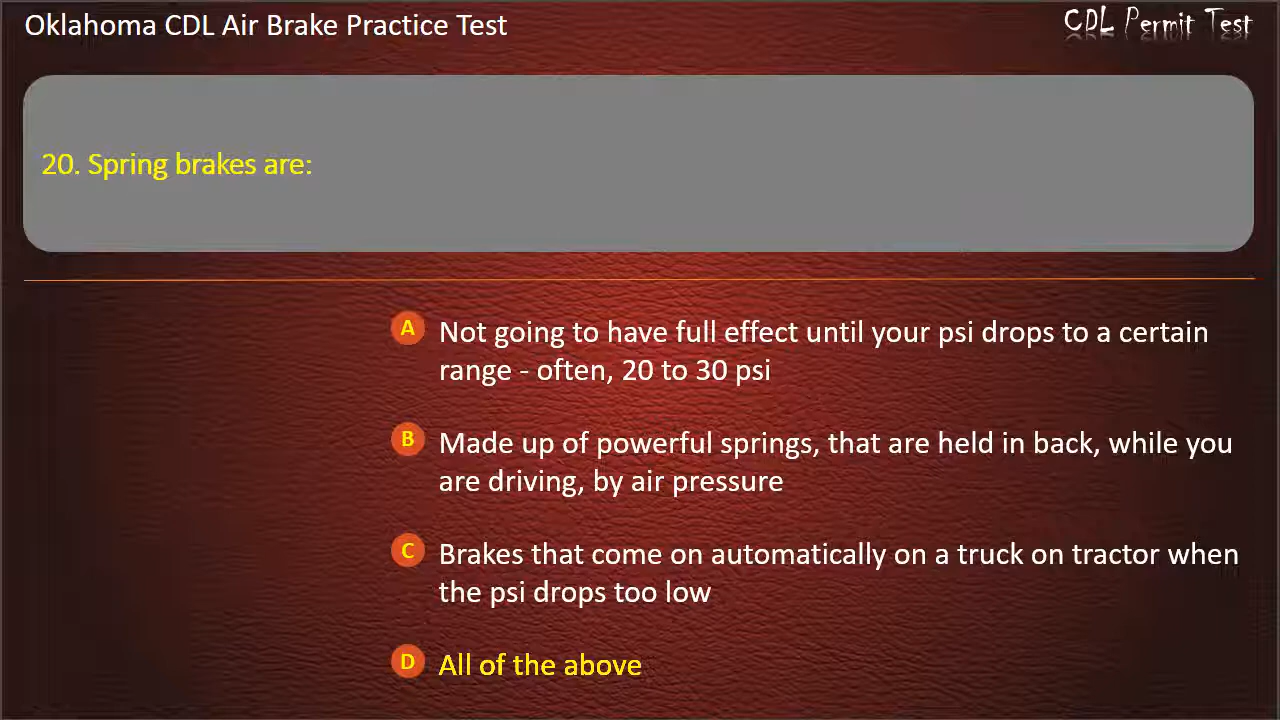 Oklahoma CDL Air Brake Practice Test
CDL Permit Test
20. Spring brakes are:
A Not going to have full effect until your psi drops to a certain
range - often, 20 to 30 psi
B Made up of powerful springs, that are held in back, while you
are driving, by air pressure
C Brakes that come on automatically on a truck on tractor when
the psi drops too low
D All of the above